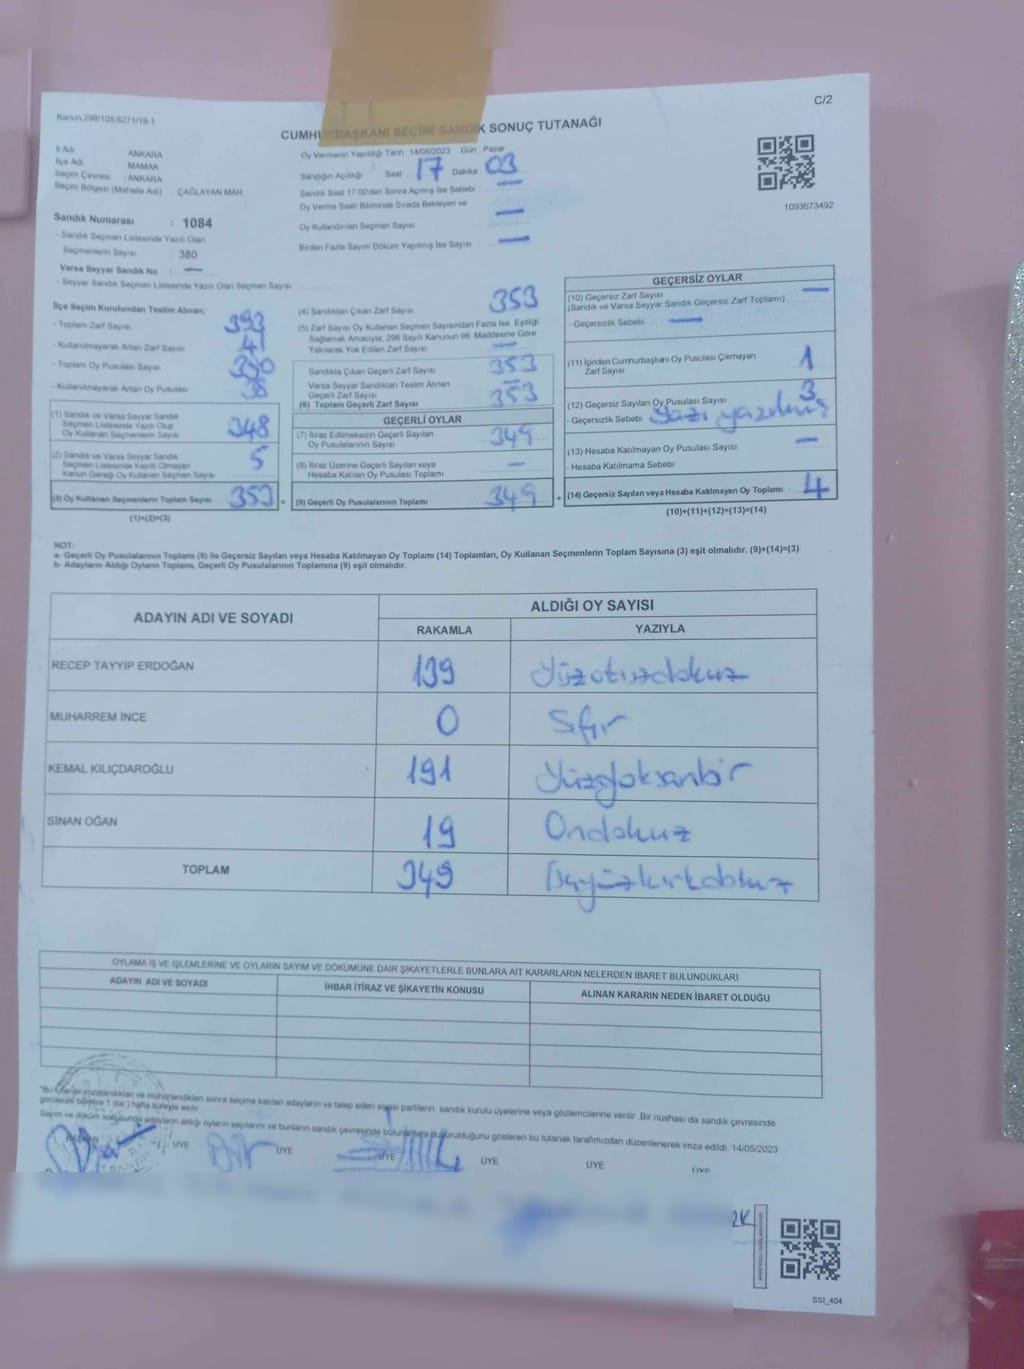 C/2
Kanun,298/105,6271/18-1
CUMHURBAŞKANI SEÇİMİ SANDIK SONUÇ TUTANAĞI
İl Adı ANKARA
İlçe Adı MAMAK
Seçim Çevresi : ANKARA
Seçim Bölgesi (Mahalle Adı) ÇAĞLAYAN MAH
Oy Vermenin Yapıldığı Tarih 14/05/2023 Gün Pazar
Sandığın Açıldığı Saat 17 Dakika 03
Sandık Saat 17:00'den Sonra Açılmış İse Sebebi —
Oy Verme Saati Bitiminde Sırada Bekleyen ve
Oy Kullandırılan Seçmen Sayısı —
Birden Fazla Sayım Döküm Yapılmış İse Sayısı —
1093673492
Sandık Numarası : 1084
- Sandık Seçmen Listesinde Yazılı Olan
Seçmenlerin Sayısı : 380
Varsa Seyyar Sandık No : —
- Seyyar Sandık Seçmen Listesinde Yazılı Olan Seçmen Sayısı
İlçe Seçim Kurulundan Teslim Alınan;
- Toplam Zarf Sayısı 393
- Kullanılmayarak Artan Zarf Sayısı 41
- Toplam Oy Pusulası Sayısı
- Kullanılmayarak Artan Oy Pusulası
(1) Sandık ve Varsa Seyyar Sandık
Seçmen Listesinde Yazılı Olup
Oy Kullanan Seçmenlerin Sayısı 348
(2) Sandık ve Varsa Seyyar Sandık
Seçmen Listesinde Kayıtlı Olmayan
Kanun Gereği Oy Kullanan Seçmen Sayısı 5
(3) Oy Kullanan Seçmenlerin Toplam Sayısı 353 =
(1)+(2)=(3)
(4) Sandıktan Çıkan Zarf Sayısı 353
(5) Zarf Sayısı Oy Kullanan Seçmen Sayısından Fazla İse, Eşitliği
Sağlamak Amacıyla, 298 Sayılı Kanunun 98. Maddesine Göre
Yakılarak Yok Edilen Zarf Sayısı —
Sandıkta Çıkan Geçerli Zarf Sayısı 353
Varsa Seyyar Sandıktan Teslim Alınan
Geçerli Zarf Sayısı —
(6) Toplam Geçerli Zarf Sayısı 353
GEÇERLİ OYLAR
(7) İtiraz Edilmeksizin Geçerli Sayılan
Oy Pusulalarının Sayısı 349
(8) İtiraz Üzerine Geçerli Sayılan veya
Hesaba Katılan Oy Pusulası Toplamı —
(9) Geçerli Oy Pusulalarının Toplamı 349 +
GEÇERSİZ OYLAR
(10) Geçersiz Zarf Sayısı —
(Sandık ve Varsa Seyyar Sandık Geçersiz Zarf Toplamı)
- Geçersizlik Sebebi : —
(11) İçinden Cumhurbaşkanı Oy Pusulası Çıkmayan
Zarf Sayısı 1
(12) Geçersiz Sayılan Oy Pusulası Sayısı 3
- Geçersizlik Sebebi : Yazı yazılmış
(13) Hesaba Katılmayan Oy Pusulası Sayısı —
- Hesaba Katılmama Sebebi :
(14) Geçersiz Sayılan veya Hesaba Katılmayan Oy Toplamı : 4
(10)+(11)+(12)+(13)=(14)
NOT:
a- Geçerli Oy Pusulalarının Toplamı (9) ile Geçersiz Sayılan veya Hesaba Katılmayan Oy Toplamı (14) Toplamları, Oy Kullanan Seçmenlerin Toplam Sayısına (3) eşit olmalıdır. (9)+(14)=(3)
b- Adayların Aldığı Oyların Toplamı, Geçerli Oy Pusulalarının Toplamına (9) eşit olmalıdır.
ADAYIN ADI VE SOYADI
ALDIĞI OY SAYISI
RAKAMLA YAZIYLA
RECEP TAYYİP ERDOĞAN 139 Yüzotuzdokuz
MUHARREM İNCE 0 Sıfır
KEMAL KILIÇDAROĞLU 191 Yüzdoksanbir
SİNAN OĞAN 19 Ondokuz
TOPLAM 349 Üçyüzkırkdokuz
OYLAMA İŞ VE İŞLEMLERİNE VE OYLARIN SAYIM VE DÖKÜMÜNE DAİR ŞİKAYETLERLE BUNLARA AİT KARARLARIN NELERDEN İBARET BULUNDUKLARI
ADAYIN ADI VE SOYADI İHBAR İTİRAZ VE ŞİKAYETİN KONUSU ALINAN KARARIN NEDEN İBARET OLDUĞU
"Bu tutanak imzalandıktan ve mühürlendikten sonra seçime katılan adayların ve talep eden siyasi partilerin sandık kurulu üyelerine veya gözlemcilerine verilir. Bir nüshası da sandık çevresinde
görülecek bir yere 1 (bir) hafta süreyle asılır
Sayım ve döküm sonucunda adayların aldığı oyların sayılarını ve bunların sandık çevresinde bulunanlara duyurulduğunu gösteren bu tutanak tarafımızdan düzenlenerek imza edildi. 14/05/2023
BAŞKAN ÜYE ÜYE ÜYE ÜYE ÜYE ÜYE
SSI_404